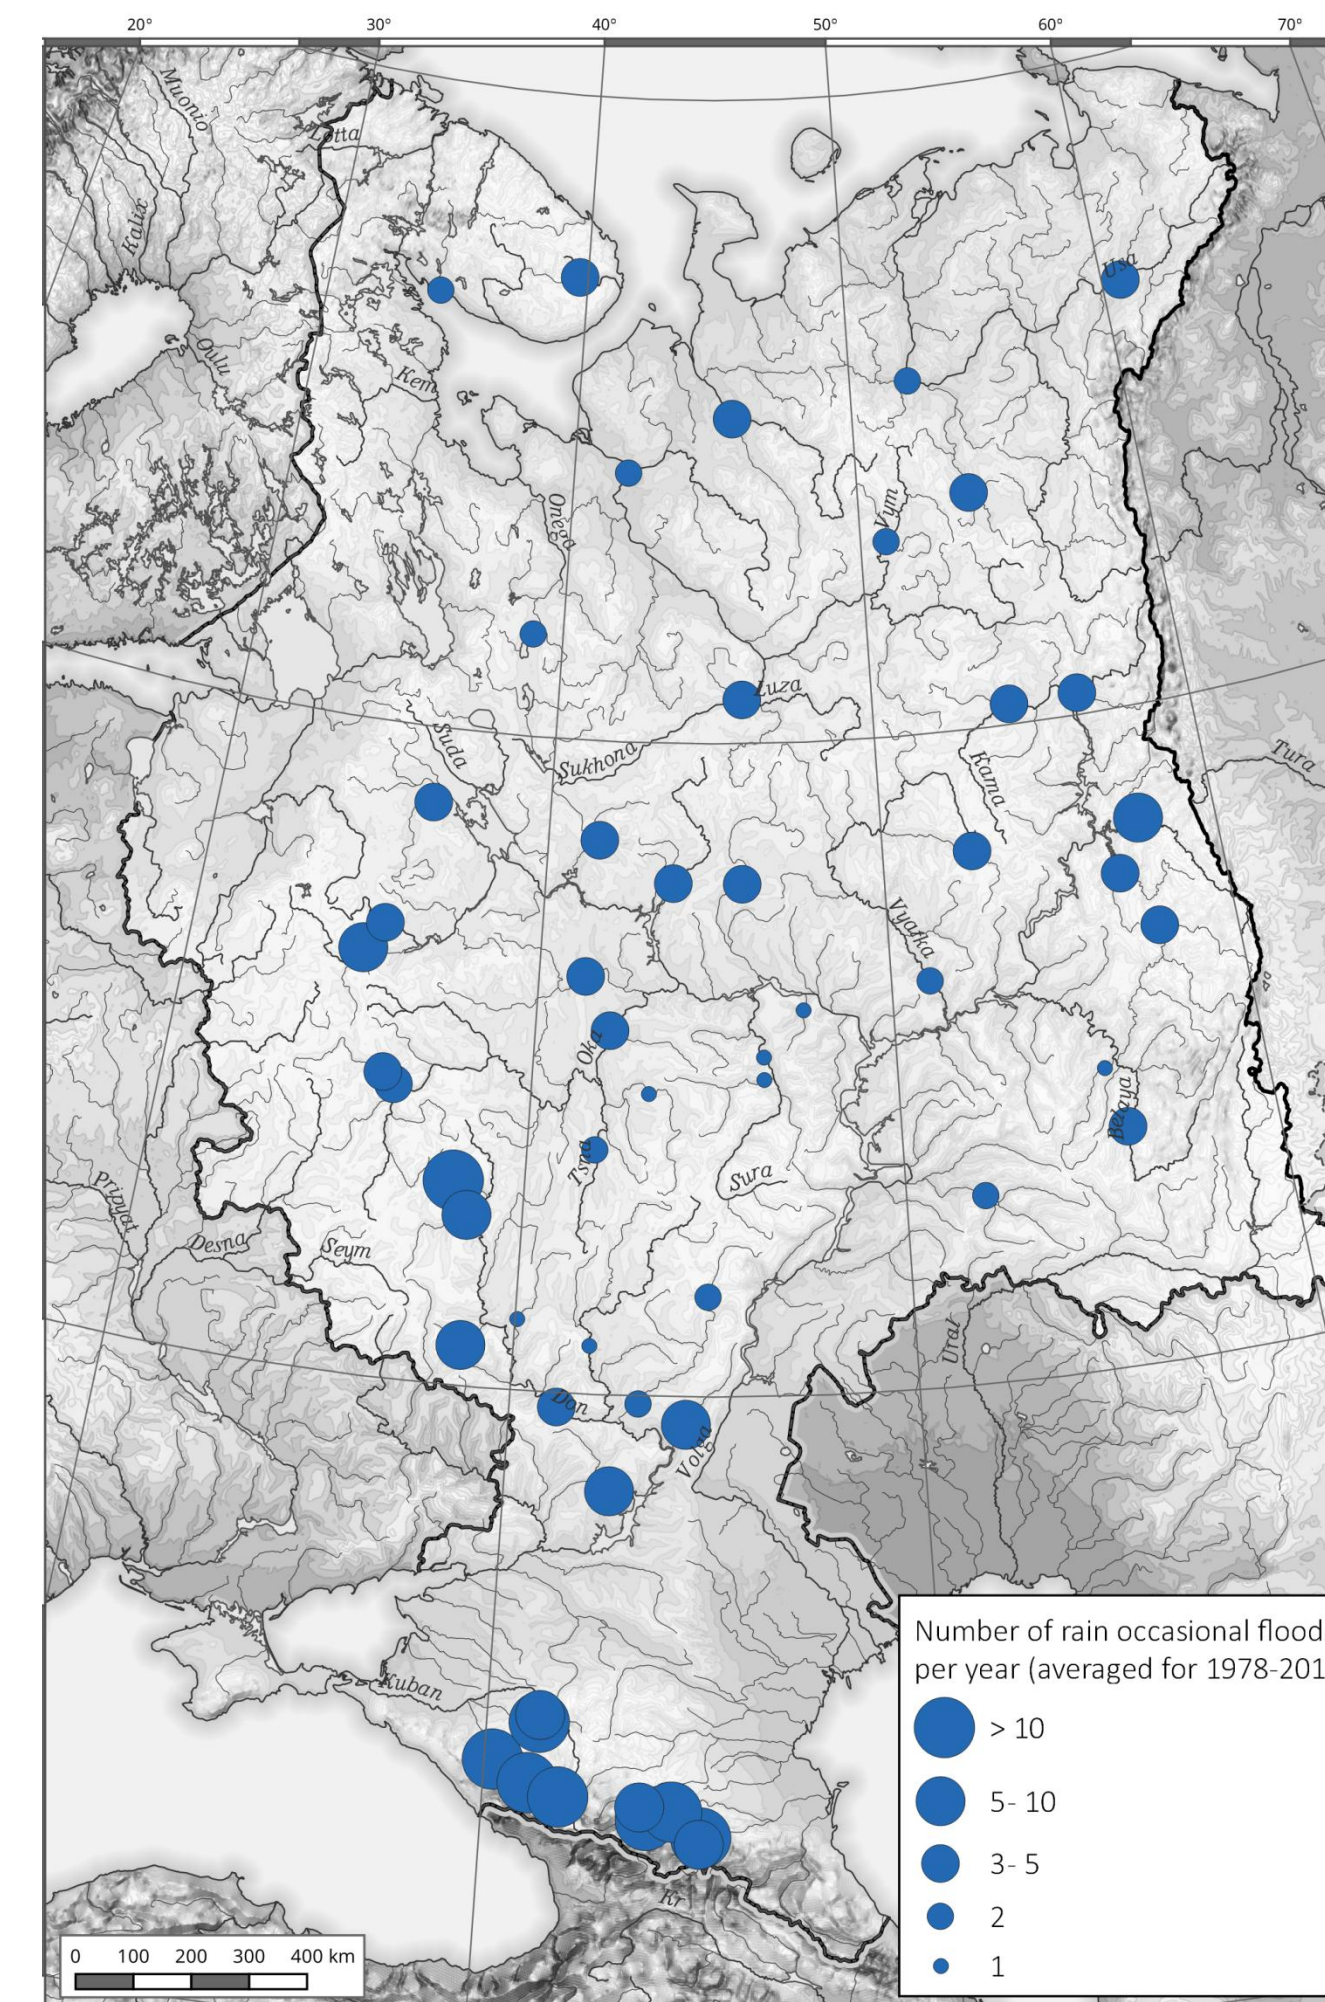 20° 30° 40° 50° 60° 70°
Muonio
Lotta
Kalix
Usa
Oulu
Kem
Onega
Vym
Luza
Suda
Sukhona
Kama
Tura
Vyatka
Oka
Belaya
Tsna
Sura
Pripyat
Desna
Seym
Ural
Don
Volga
Kuban
Kr
Number of rain occasional flood
per year (averaged for 1978-201
> 10
5- 10
3- 5
2
1
0 100 200 300 400 km